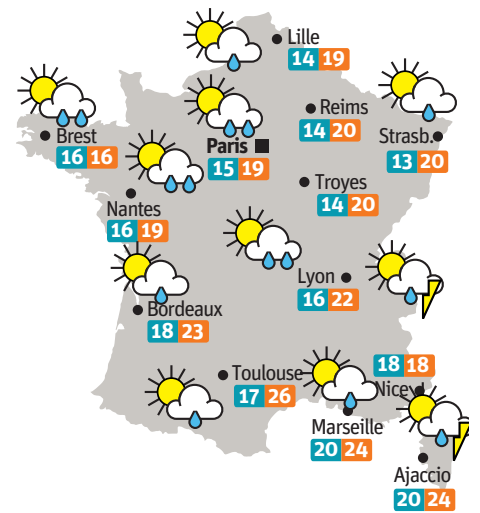 Lille
14 19
Reims
14 20
Strasb.
13 20
Brest
16 16
Paris
15 19
Troyes
14 20
Nantes
16 19
Lyon
16 22
Bordeaux
18 23
Toulouse
17 26
18 18
Nice
Marseille
20 24
Ajaccio
20 24